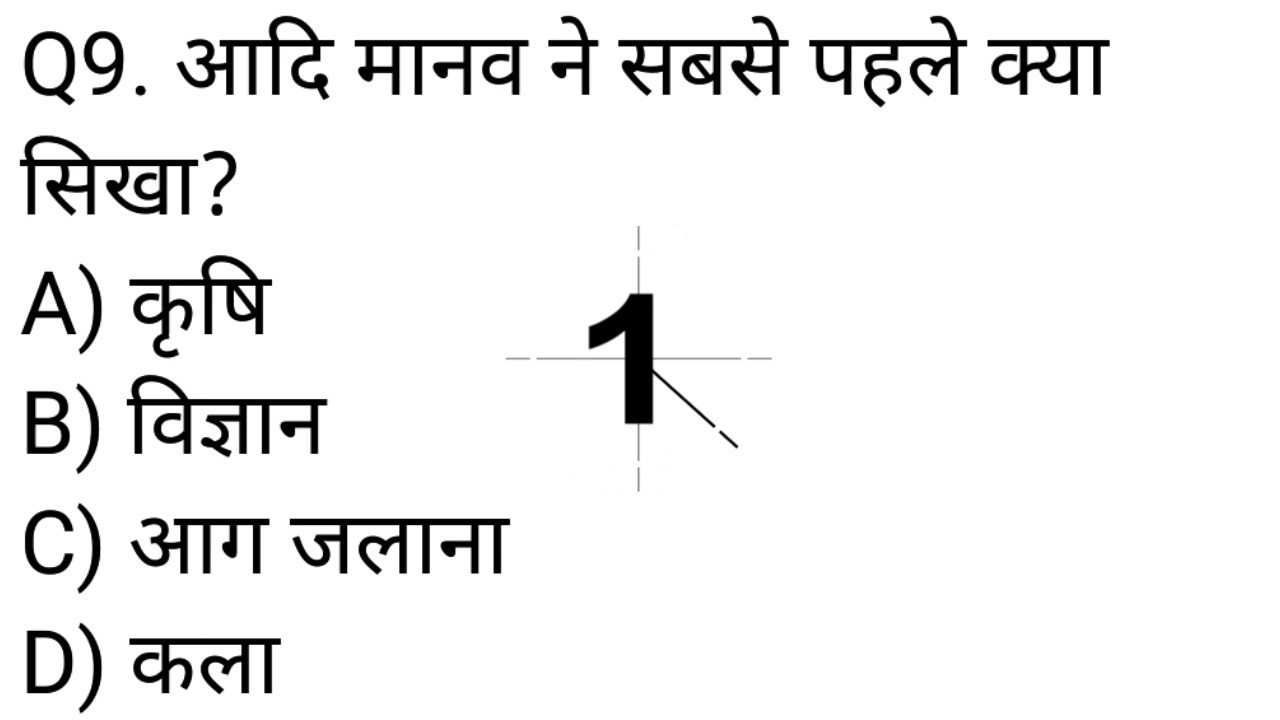 Q9. आदि मानव ने सबसे पहले क्या
सिखा?
A) कृषि
1
B) विज्ञान
C) आग जलाना
D) कला